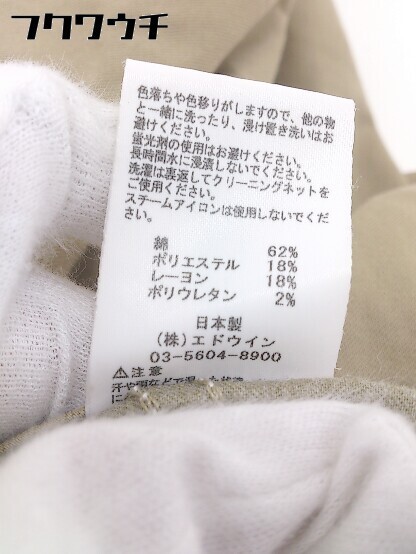 フクワウチ
色落ちや色移りがしますので、他の物
と一緒に洗ったり、浸け置き洗いはお
避けください。
蛍光剤の使用はお避けください。
長時間水に浸漬しないでください。
洗濯は裏返してクリーニングネットを
ご使用ください。
スチームアイロンは使用しないでくだ
さい。
綿 62%
ポリエステル 18%
レーヨン 18%
ポリウレタン 2%
日本製
(株)エドウイン
03-5604-8900
⚠注意